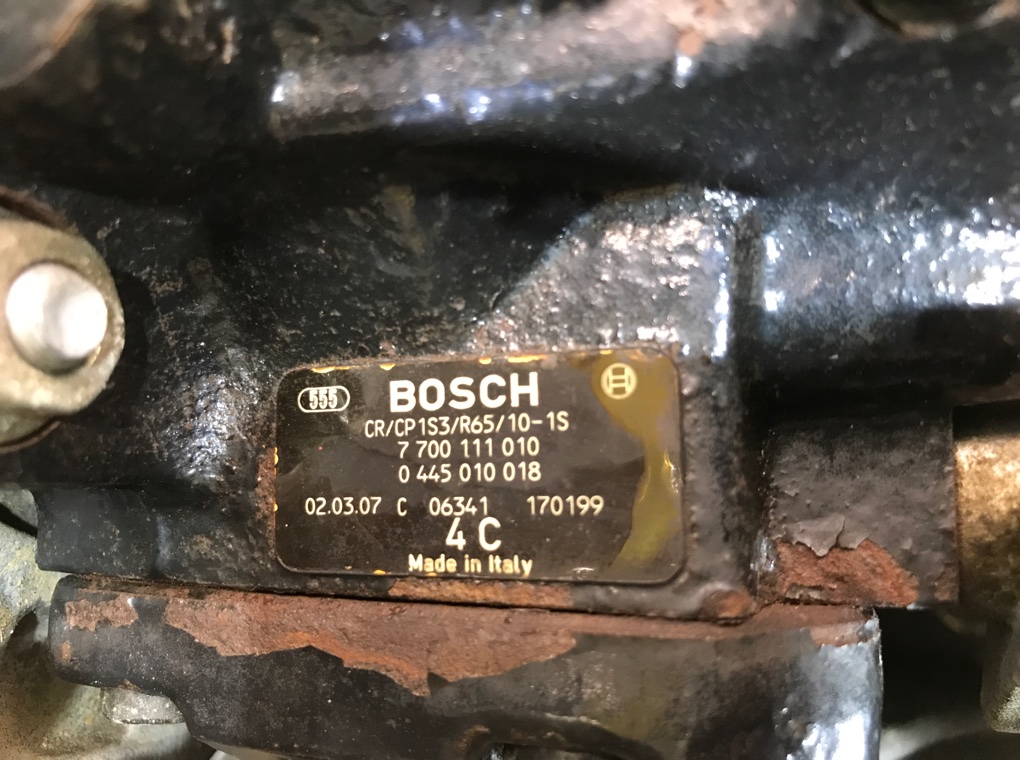 555 BOSCH
CR/CP1S3/R65/10-1S
7 700 111 010
0 445 010 018
02.03.07 C 06341 170199
4 C
Made in Italy